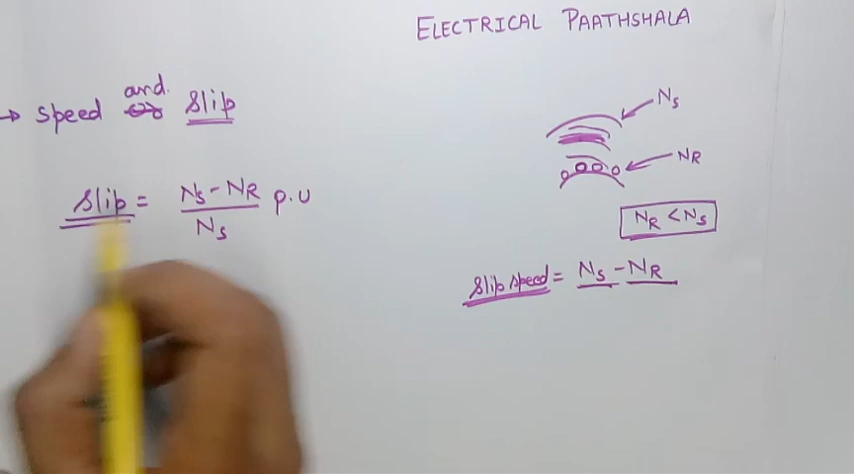 ELECTRICAL PAATHSHALA
→ speed and slip
NS
NR
slip = NS - NR / NS p.u
NR < NS
slip speed = NS - NR